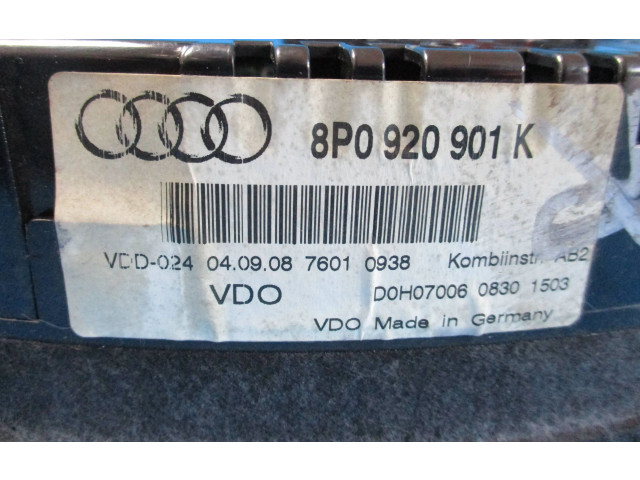 8P0 920 901 K
VDD-024 04.09.08 7601 0938 Kombiinstr. AB2
VDO D0H07006 0830 1503
VDO Made in Germany